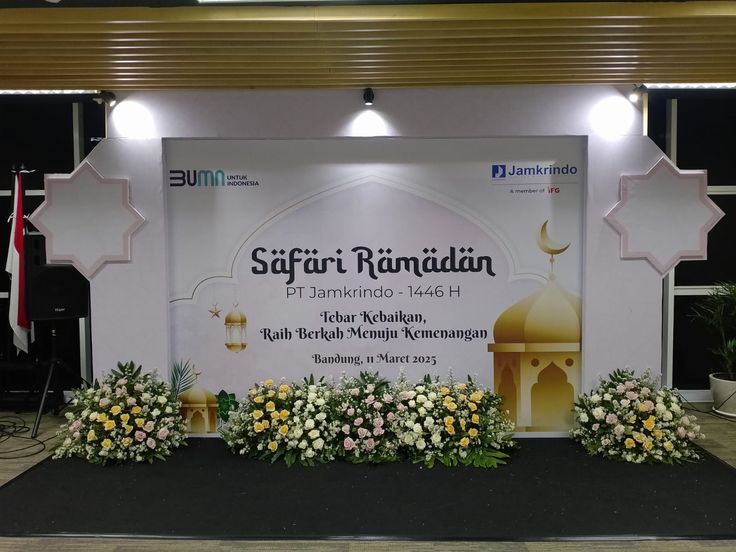 BUMN UNTUK INDONESIA
Jamkrindo
A member of IFG
Safari Ramadan
PT Jamkrindo - 1446 H
Tebar Kebaikan,
Raih Berkah Menuju Kemenangan
Bandung, 11 Maret 2025